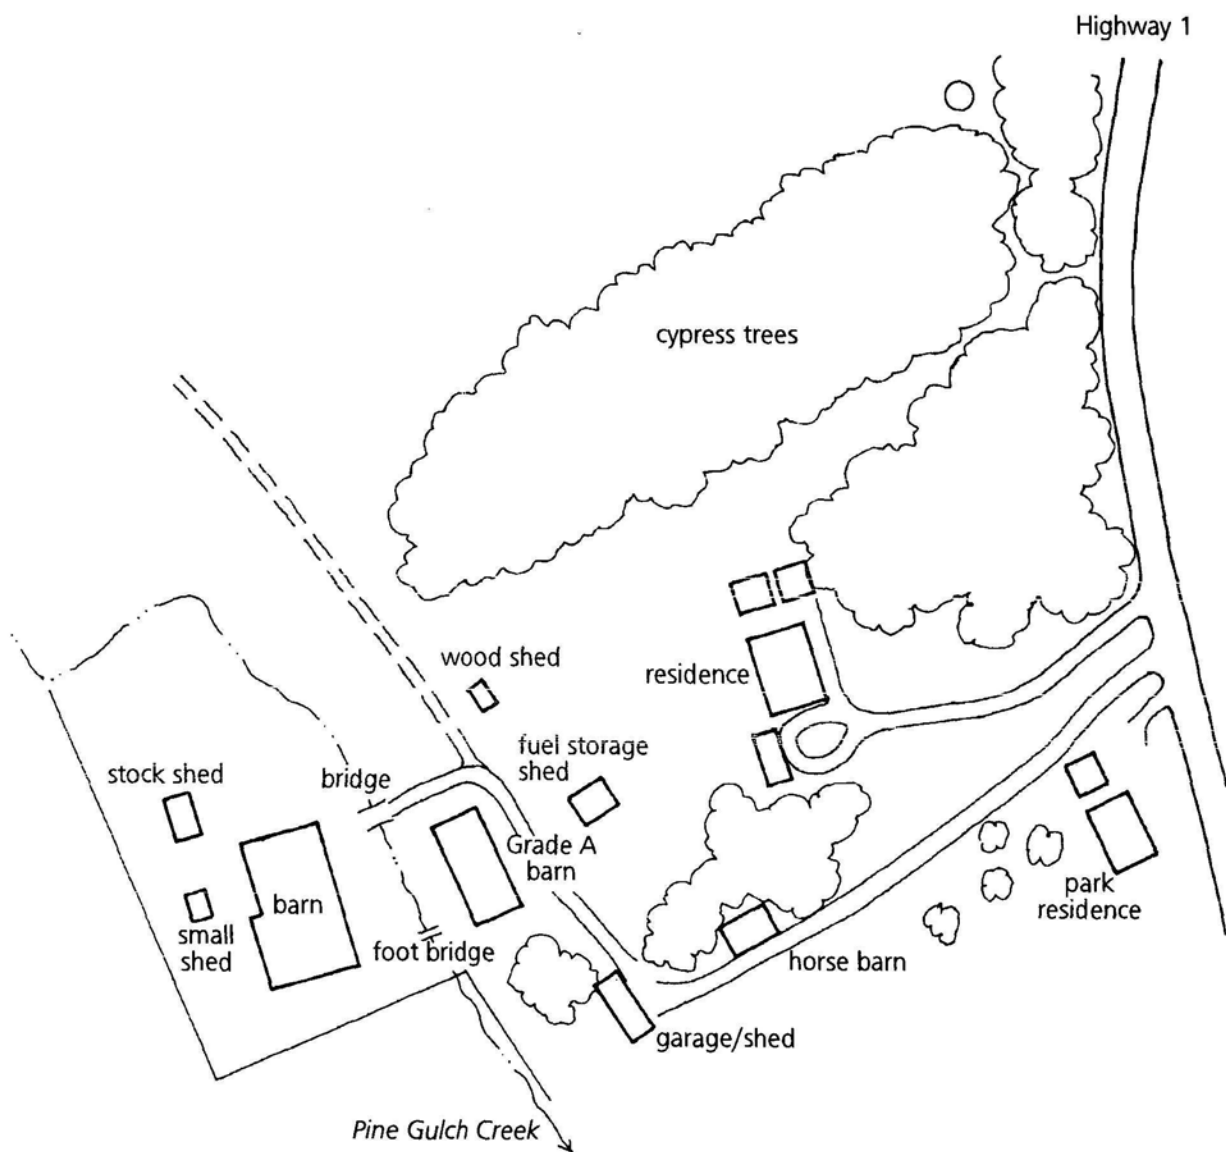 Highway 1
cypress trees
wood shed
residence
fuel storage
shed
stock shed
bridge
Grade A
barn
barn
park
residence
small
shed
foot bridge
horse barn
garage/shed
Pine Gulch Creek